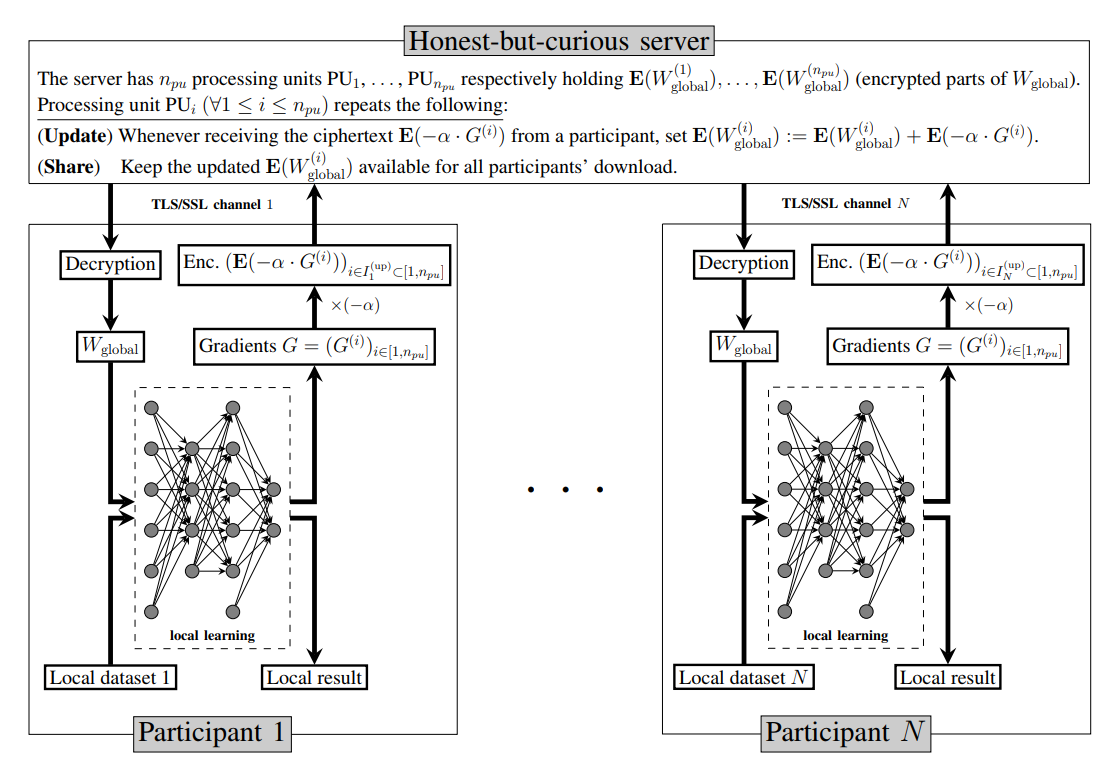 Honest-but-curious server
The server has $n_{pu}$ processing units $\mathrm{PU}_1, \ldots, \mathrm{PU}_{n_{pu}}$ respectively holding $\mathbf{E}(W_{\text{global}}^{(1)}), \ldots, \mathbf{E}(W_{\text{global}}^{(n_{pu})})$ (encrypted parts of $W_{\text{global}}$).
Processing unit $\mathrm{PU}_i$ ($\forall 1 \leq i \leq n_{pu}$) repeats the following:
(Update) Whenever receiving the ciphertext $\mathbf{E}(-\alpha \cdot G^{(i)})$ from a participant, set $\mathbf{E}(W_{\text{global}}^{(i)}) := \mathbf{E}(W_{\text{global}}^{(i)}) + \mathbf{E}(-\alpha \cdot G^{(i)})$.
(Share) Keep the updated $\mathbf{E}(W_{\text{global}}^{(i)})$ available for all participants' download.
TLS/SSL channel 1
Decryption
Enc. $(\mathbf{E}(-\alpha \cdot G^{(i)}))_{i \in I_1^{(\text{up})} \subset [1, n_{pu}]}$
$\times(-\alpha)$
$W_{\text{global}}$
Gradients $G = (G^{(i)})_{i \in [1, n_{pu}]}$
local learning
Local dataset 1
Local result
Participant 1
· · ·
TLS/SSL channel $N$
Decryption
Enc. $(\mathbf{E}(-\alpha \cdot G^{(i)}))_{i \in I_N^{(\text{up})} \subset [1, n_{pu}]}$
$\times(-\alpha)$
$W_{\text{global}}$
Gradients $G = (G^{(i)})_{i \in [1, n_{pu}]}$
local learning
Local dataset $N$
Local result
Participant $N$